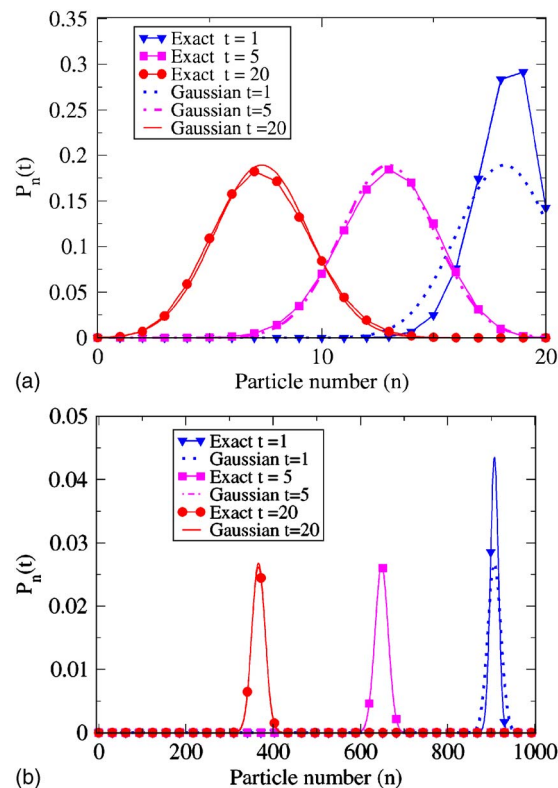 0.35
0.3
0.25
0.2
0.15
0.1
0.05
0
Pn(t)
Exact t = 1
Exact t = 5
Exact t = 20
Gaussian t=1
Gaussian t=5
Gaussian t =20
0 10 20
(a) Particle number (n)
0.05
0.04
0.03
0.02
0.01
0
Pn(t)
Exact t =1
Gaussian t=1
Exact t =5
Gaussian t=5
Exact t =20
Gaussian t=20
0 200 400 600 800 1000
(b) Particle number (n)